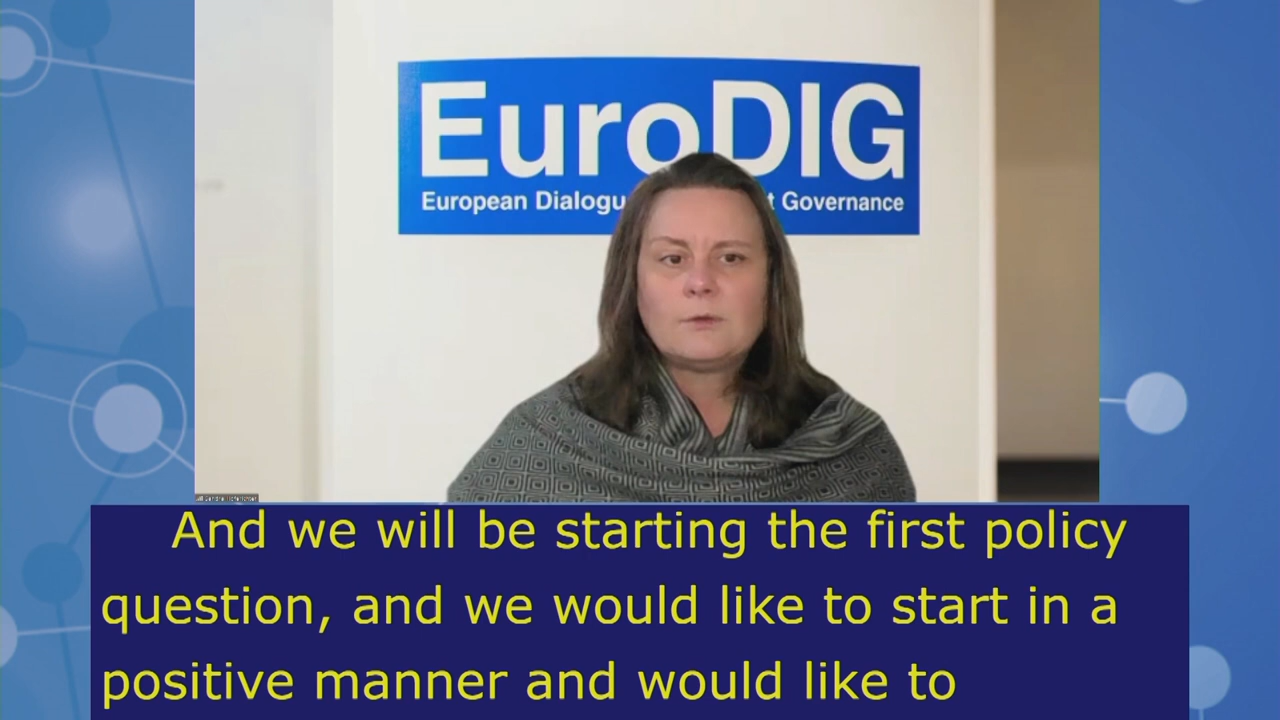 EuroDIG
European Dialogu t Governance
And we will be starting the first policy
question, and we would like to start in a
positive manner and would like to